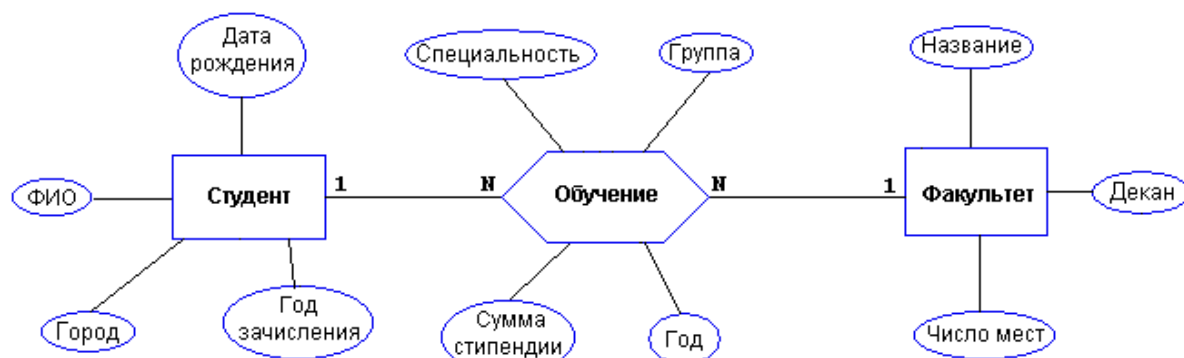 Дата
рождения
Специальность
Группа
Название
ФИО
Студент
1
N
Обучение
N
1
Факультет
Декан
Город
Год
зачисления
Сумма
стипендии
Год
Число мест